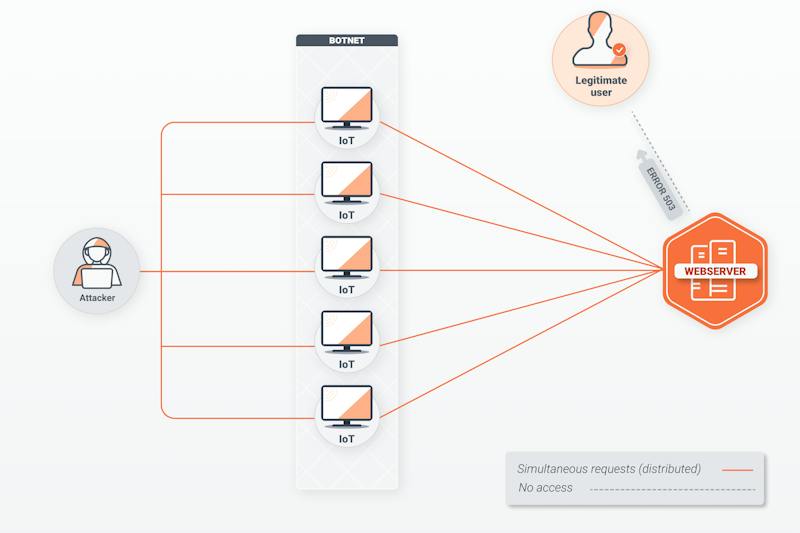 BOTNET
Legitimate
user
IoT
ERROR 503
IoT
WEBSERVER
IoT
Attacker
IoT
IoT
Simultaneous requests (distributed)
No access